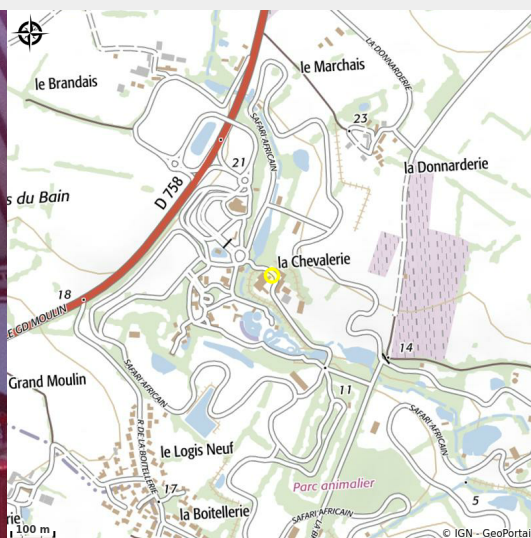 le Brandais
le Marchais
LA DONNARDERIE
23
SAFARI AFRICAIN
la Donnarderie
21
D 758
s du Bain
la Chevalerie
18
LE GD MOULIN
14
SAFARI AFRICAIN
Grand Moulin
11
SAFARI AFRICAIN
R DE LA BOITELLERIE
le Logis Neuf
Parc animalier
17
5
la Boitellerie
SAFARI AFRICAIN
rie
100 m
© IGN - GeoPortai